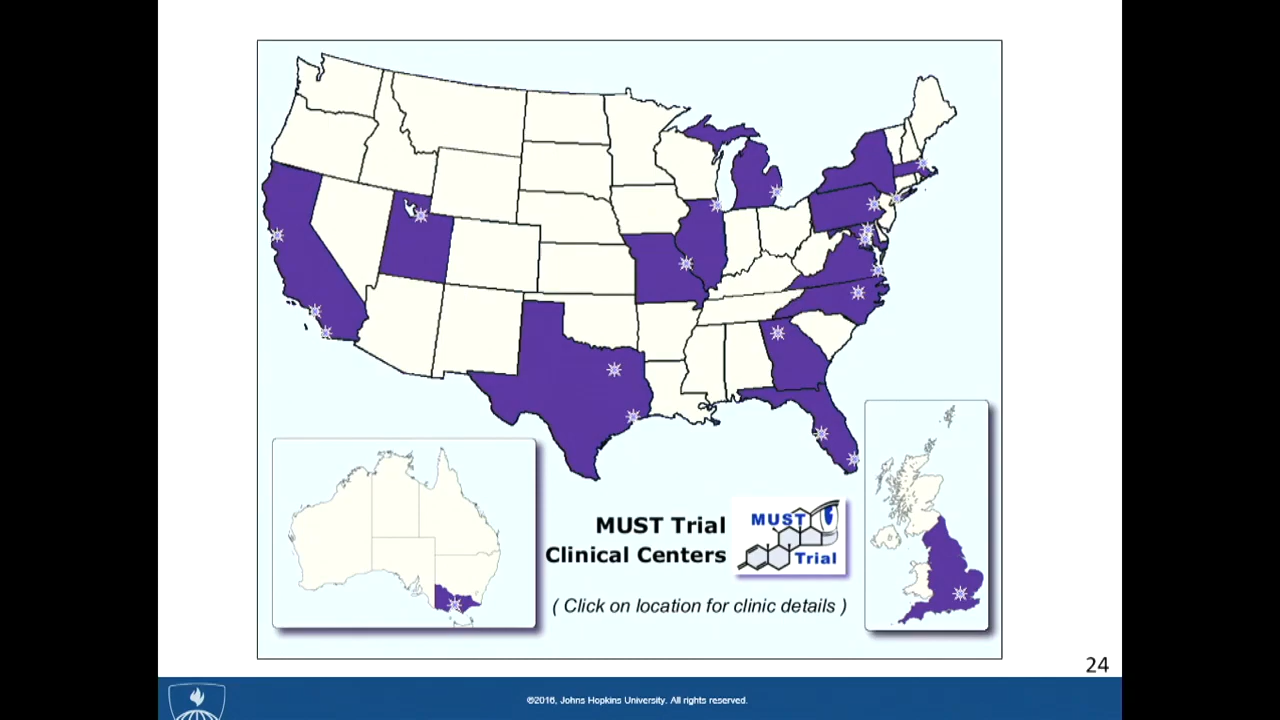 MUST Trial
Clinical Centers
MUST
Trial
( Click on location for clinic details )
24
©2016, Johns Hopkins University. All rights reserved.